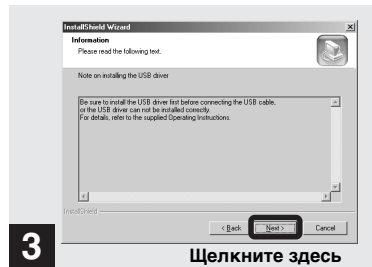 InstallShield Wizard
Information
Please read the following text.
Note on installing the USB driver
Be sure to install the USB driver first before connecting the USB cable,
or the USB driver can not be installed correctly.
For details, refer to the supplied Operating Instructions.
InstallShield
< Back Next > Cancel
3
Щелкните здесь